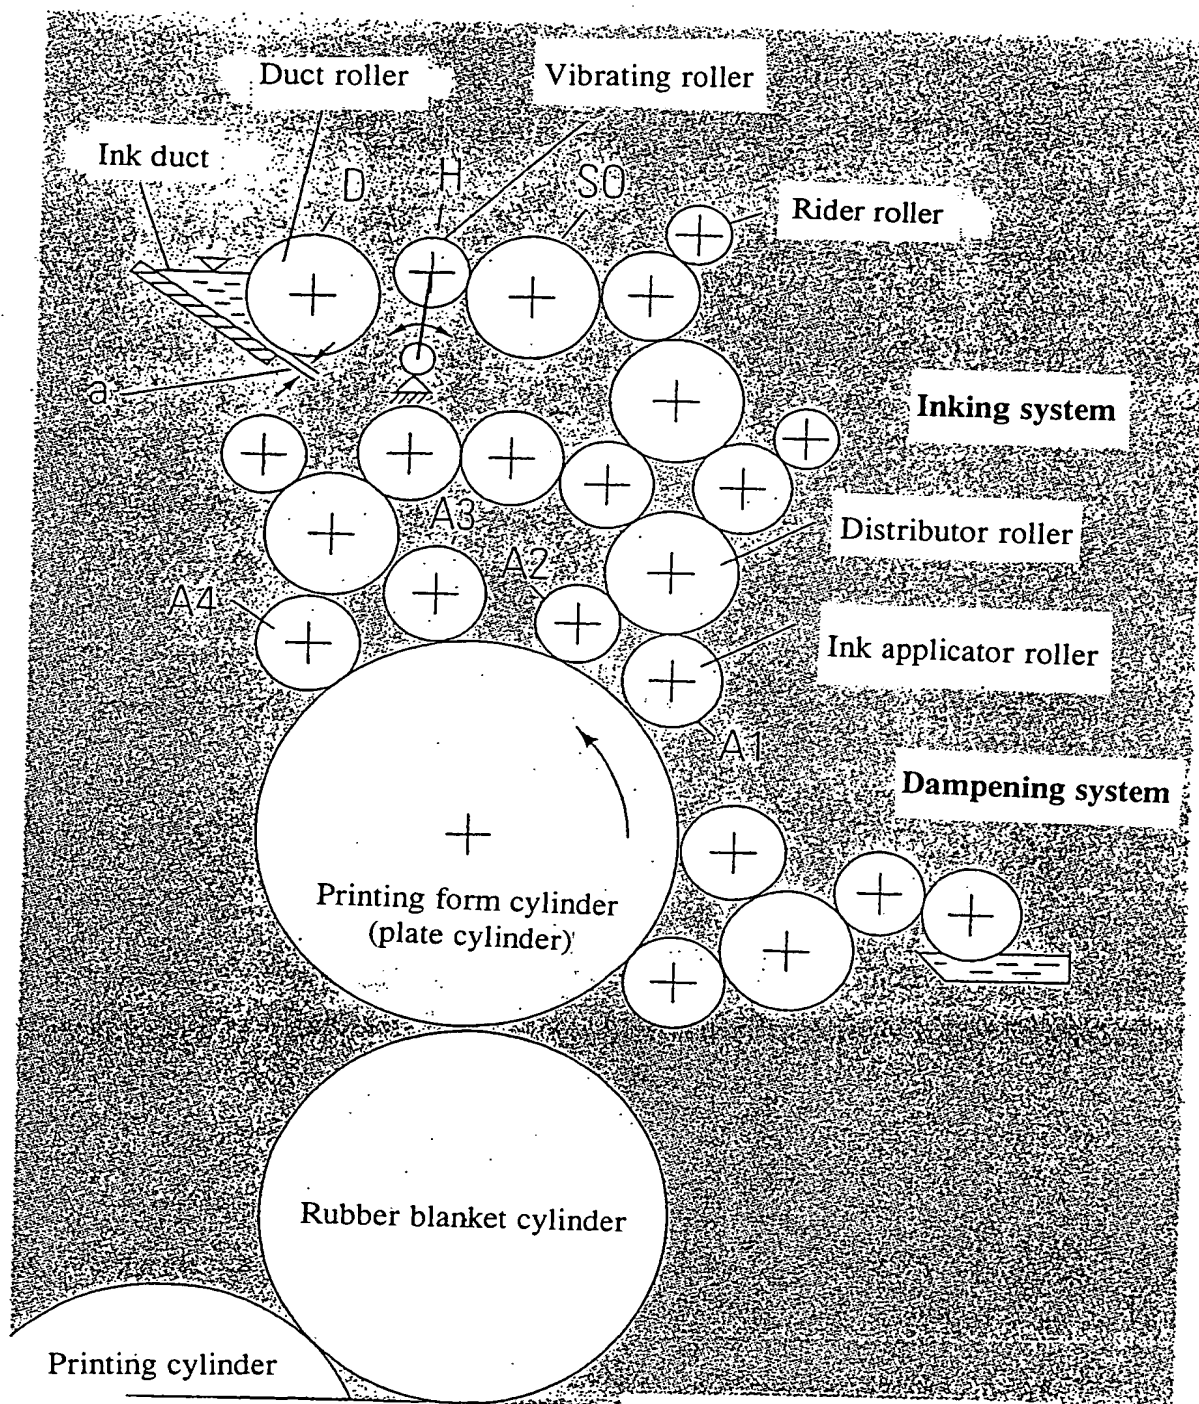 Duct roller
Vibrating roller
Ink duct
D
H
S0
Rider roller
a
Inking system
A3
Distributor roller
A2
A4
Ink applicator roller
A1
Dampening system
Printing form cylinder
(plate cylinder)
Rubber blanket cylinder
Printing cylinder